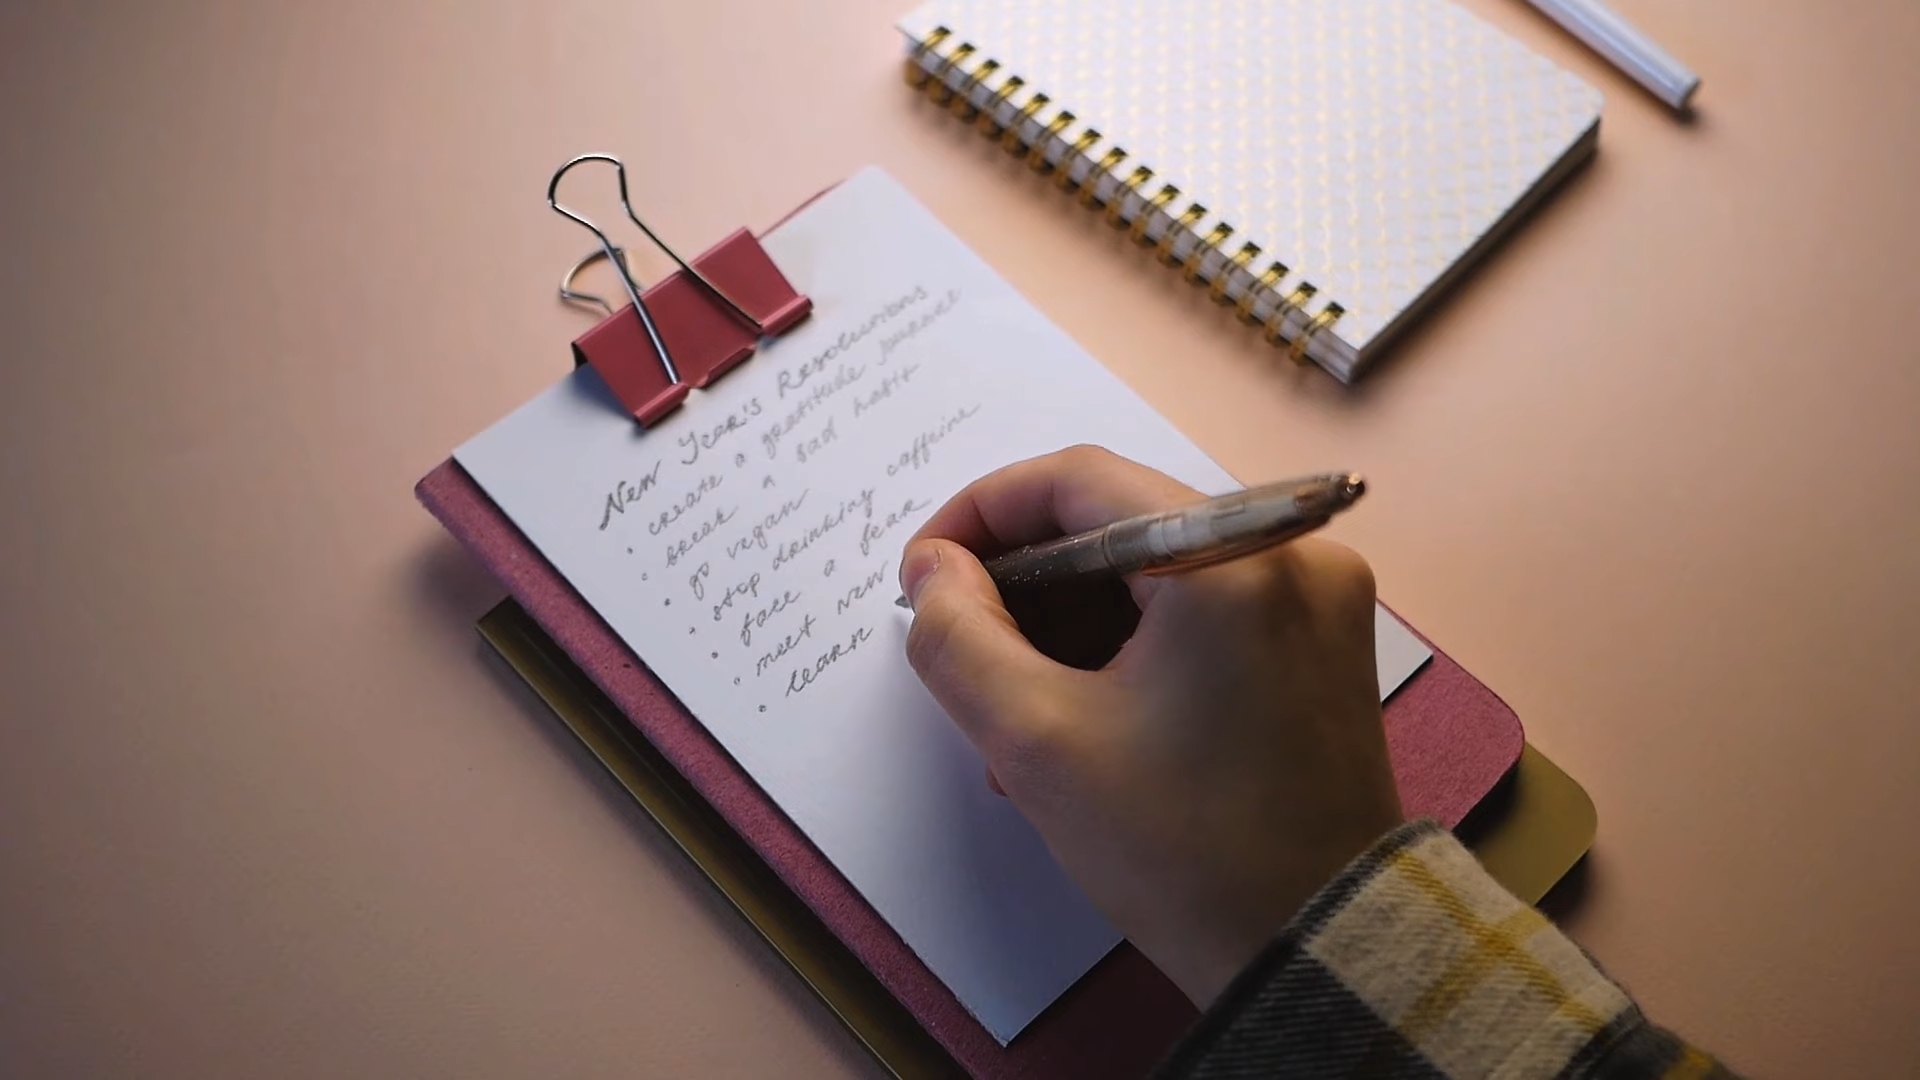 New Year's Resolutions
• create a gratitude journal
• break a bad habit
• go vegan
• stop drinking caffeine
• face a fear
• meet new
• learn